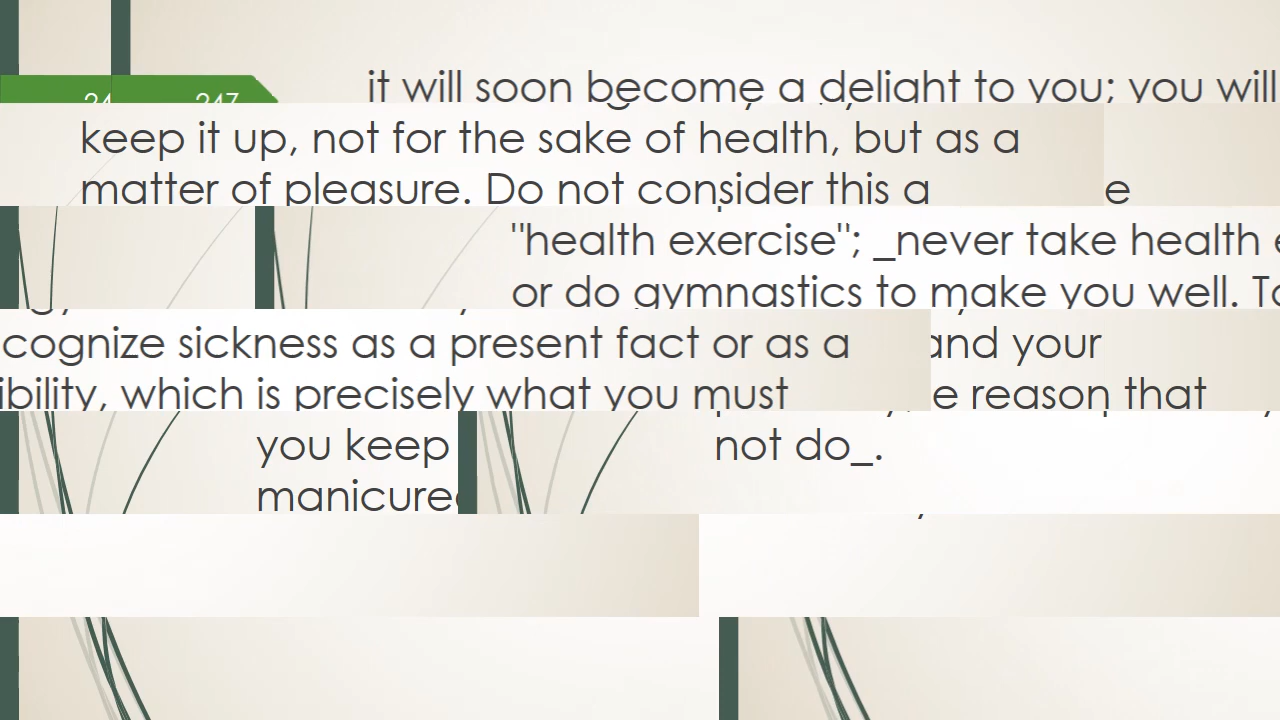 24 247
it will soon become a delight to you; you will
keep it up, not for the sake of health, but as a
matter of pleasure. Do not consider this a e
"health exercise"; _never take health e
or do gymnastics to make you well. To
cognize sickness as a present fact or as a and your
ibility, which is precisely what you must e reason that
you keep not do_.
manicured